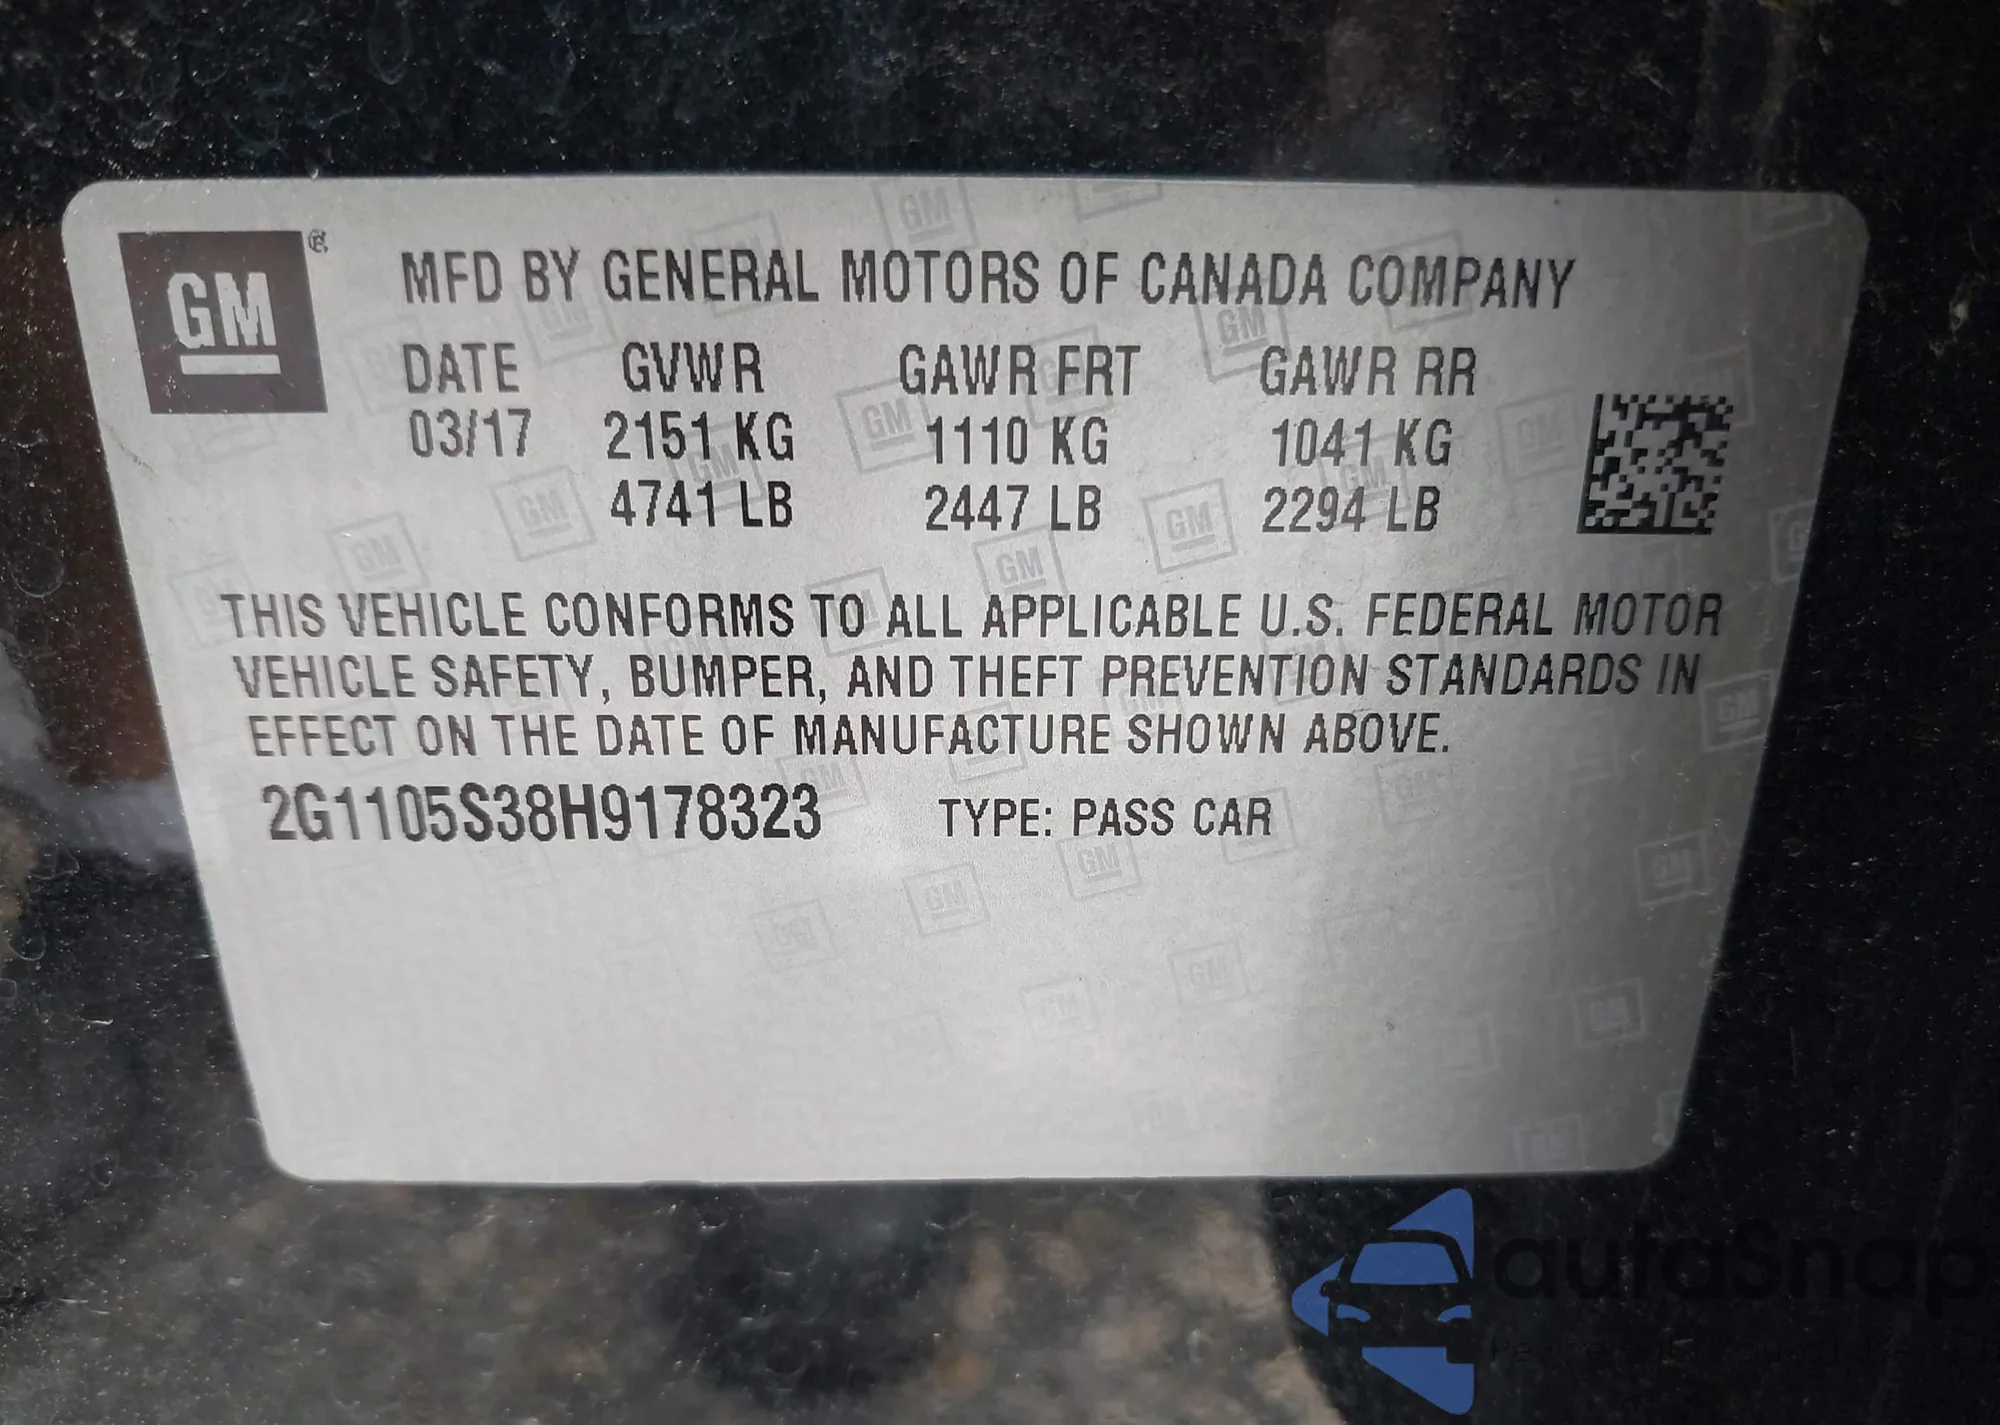 GM ®
MFD BY GENERAL MOTORS OF CANADA COMPANY
DATE GVWR GAWR FRT GAWR RR
03/17 2151 KG 1110 KG 1041 KG
4741 LB 2447 LB 2294 LB
THIS VEHICLE CONFORMS TO ALL APPLICABLE U.S. FEDERAL MOTOR
VEHICLE SAFETY, BUMPER, AND THEFT PREVENTION STANDARDS IN
EFFECT ON THE DATE OF MANUFACTURE SHOWN ABOVE.
2G1105S38H9178323 TYPE: PASS CAR
autoSnap